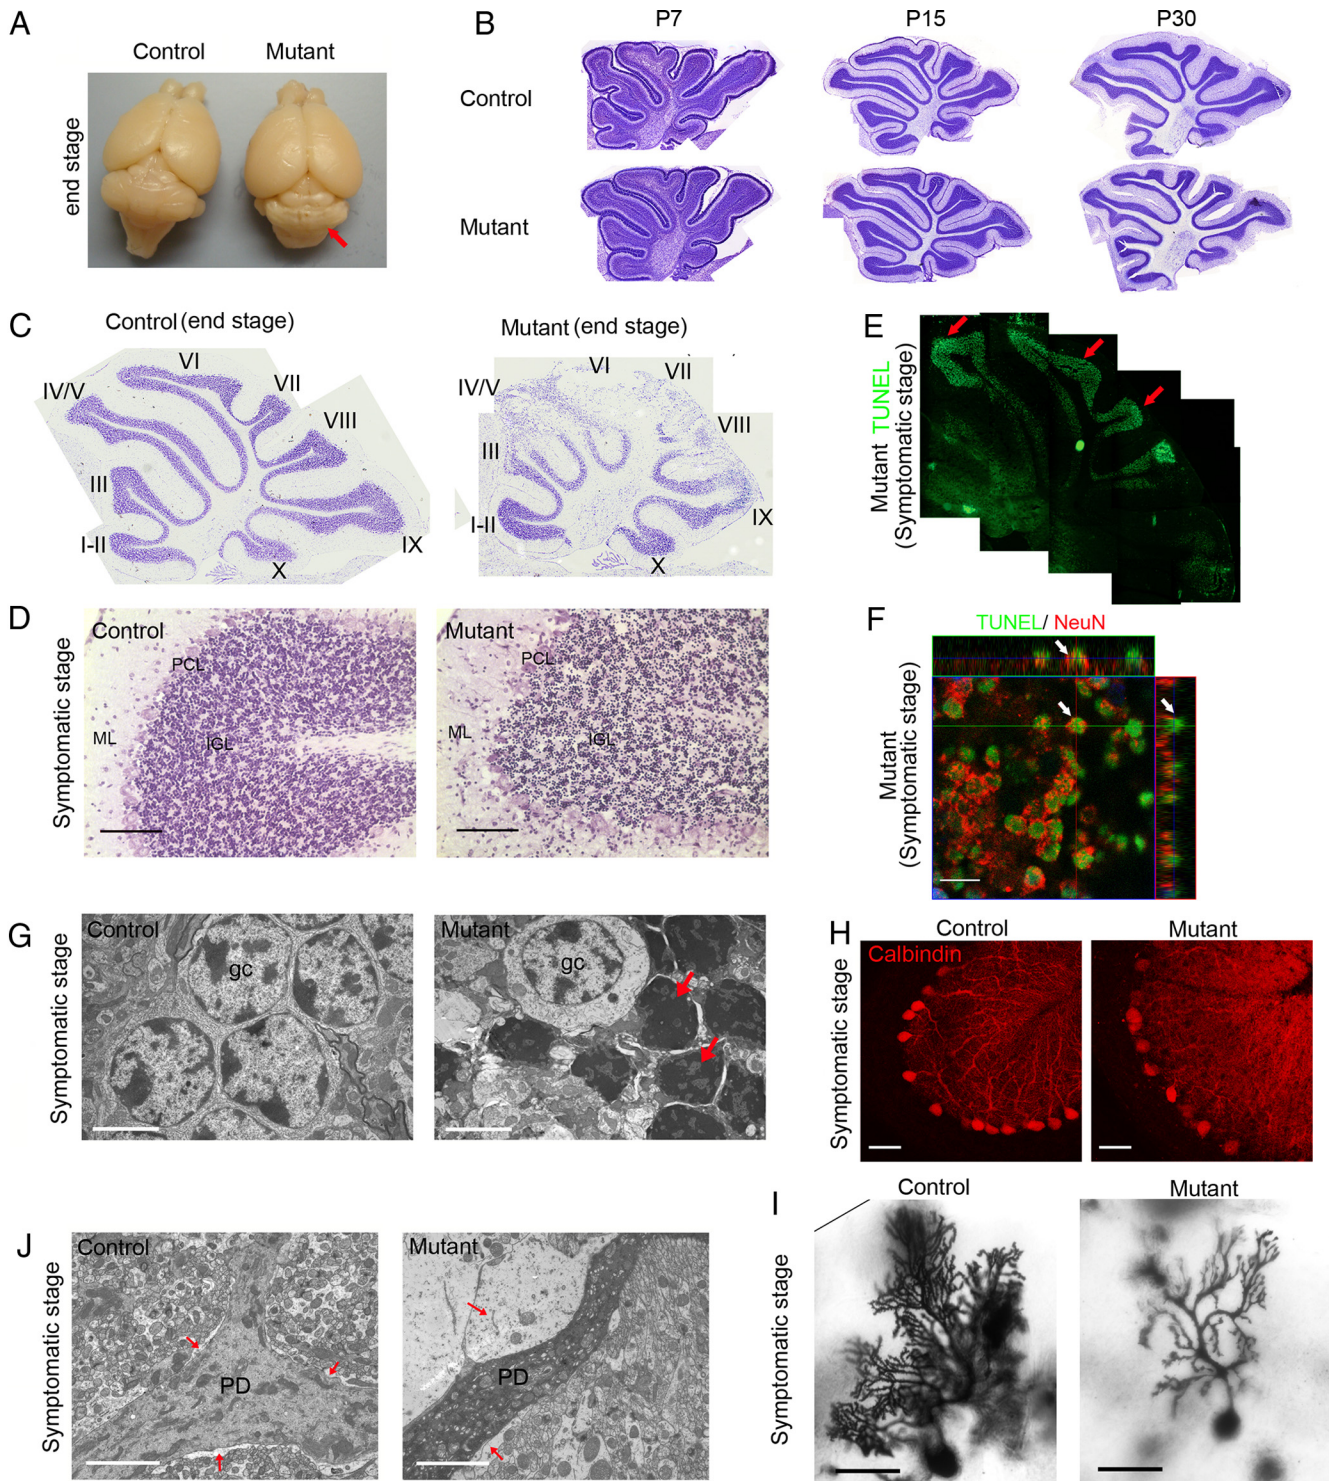 A
Control
Mutant
end stage
B
P7
P15
P30
Control
Mutant
C
Control (end stage)
VI
IV/V
VII
VIII
III
I-II
IX
X
Mutant (end stage)
VI
VII
IV/V
VIII
III
I-II
IX
X
D
Symptomatic stage
Control
PCL
ML
IGL
Mutant
PCL
ML
IGL
E
Mutant TUNEL
(Symptomatic stage)
F
TUNEL/ NeuN
Mutant
(Symptomatic stage)
G
Symptomatic stage
Control
gc
Mutant
gc
H
Symptomatic stage
Control
Mutant
Calbindin
I
Symptomatic stage
Control
Mutant
J
Symptomatic stage
Control
PD
Mutant
PD